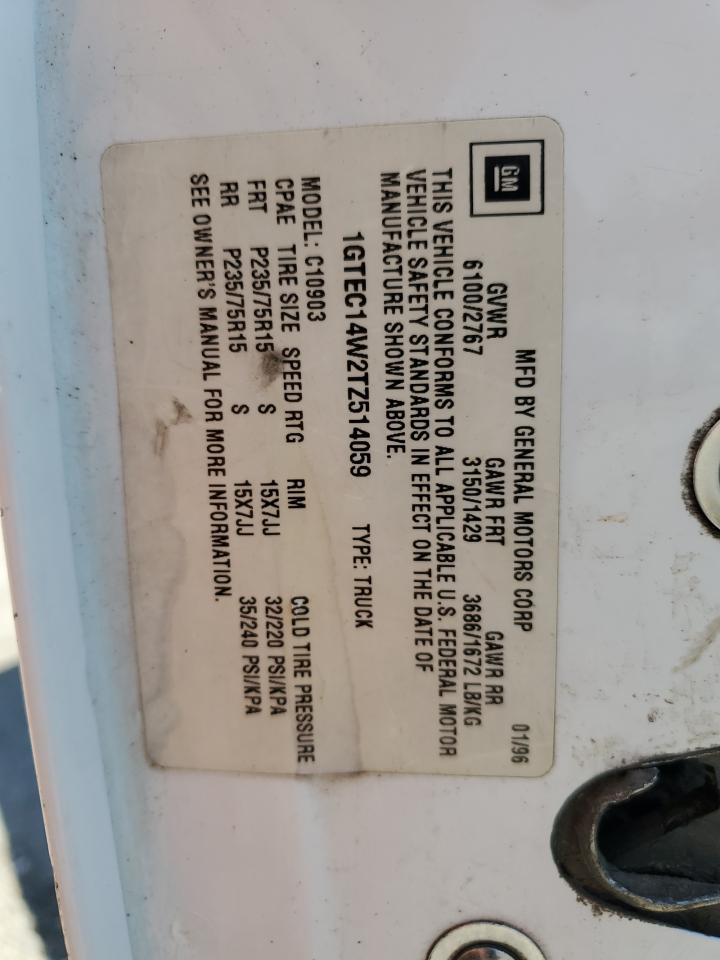 GM
MFD BY GENERAL MOTORS CORP 01/96
GVWR GAWR FRT GAWR RR
6100/2767 3150/1429 3686/1672 LB/KG
THIS VEHICLE CONFORMS TO ALL APPLICABLE U.S. FEDERAL MOTOR
VEHICLE SAFETY STANDARDS IN EFFECT ON THE DATE OF
MANUFACTURE SHOWN ABOVE.
1GTEC14W2TZ514059 TYPE: TRUCK
MODEL: C10903
CPAE TIRE SIZE SPEED RTG RIM COLD TIRE PRESSURE
FRT P235/75R15 S 15X7JJ 32/220 PSI/KPA
RR P235/75R15 S 15X7JJ 35/240 PSI/KPA
SEE OWNER'S MANUAL FOR MORE INFORMATION.